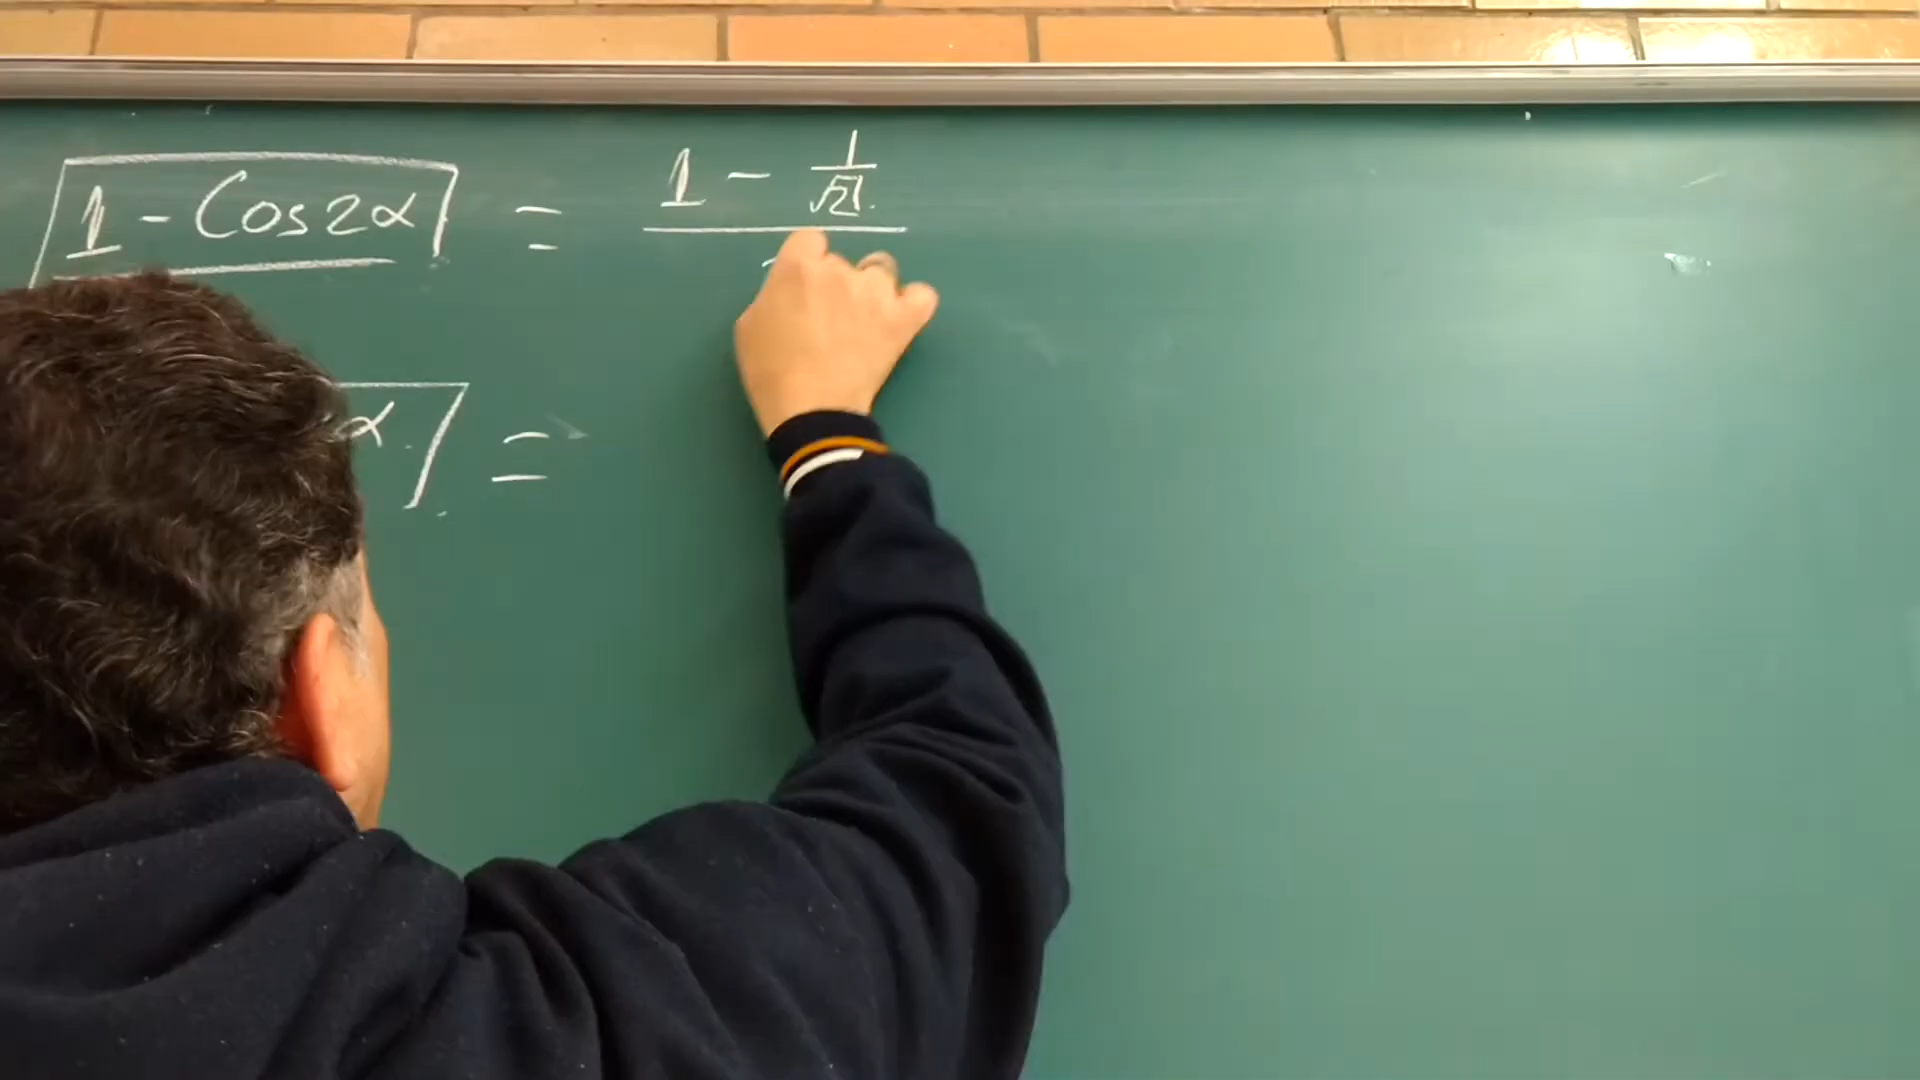 1 - Cos2α = (1 - 1/√2)/
α =